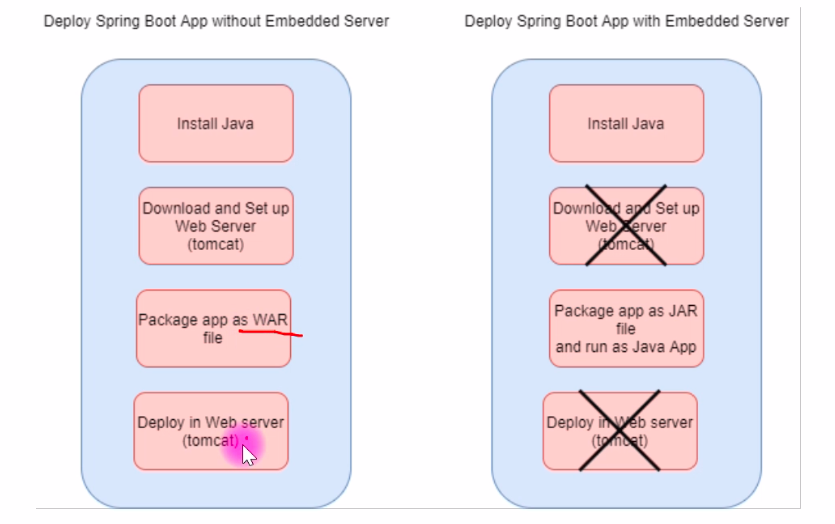 Deploy Spring Boot App without Embedded Server
Install Java
Download and Set up
Web Server
(tomcat)
Package app as WAR
file
Deploy in Web server
(tomcat)
Deploy Spring Boot App with Embedded Server
Install Java
Download and Set up
Web Server
(tomcat)
Package app as JAR
file
and run as Java App
Deploy in Web server
(tomcat)